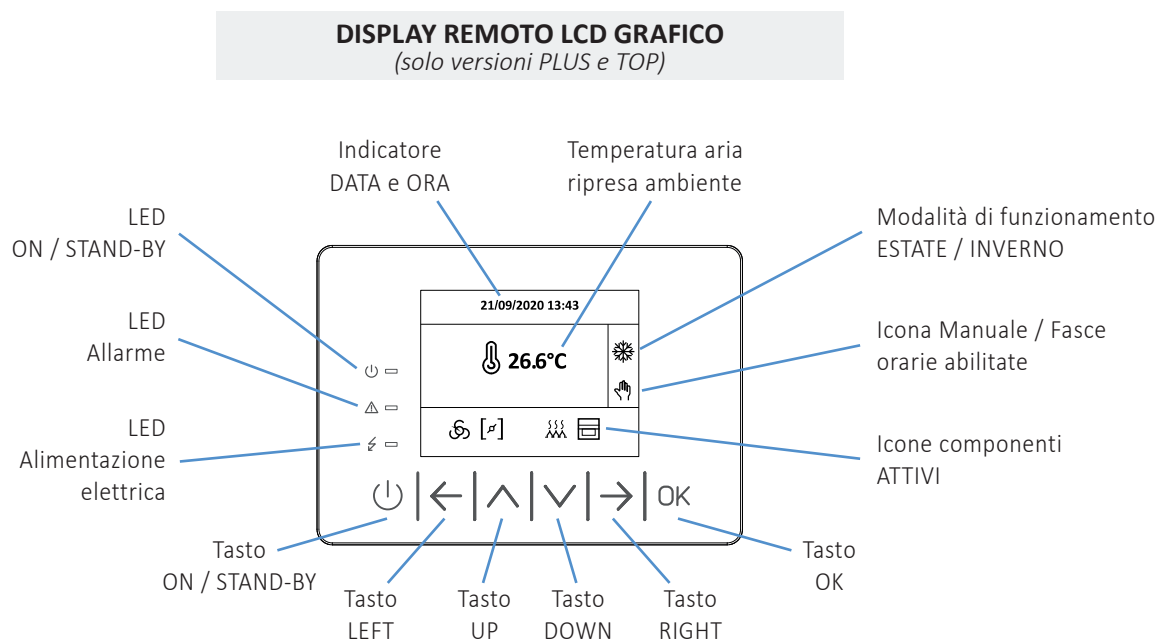 DISPLAY REMOTO LCD GRAFICO
(solo versioni PLUS e TOP)
Indicatore
DATA e ORA
Temperatura aria
ripresa ambiente
LED
ON / STAND-BY
Modalità di funzionamento
ESTATE / INVERNO
21/09/2020 13:43
LED
Allarme
26.6°C
Icona Manuale / Fasce
orarie abilitate
LED
Alimentazione
elettrica
Icone componenti
ATTIVI
OK
Tasto
ON / STAND-BY
Tasto
LEFT
Tasto
UP
Tasto
DOWN
Tasto
RIGHT
Tasto
OK